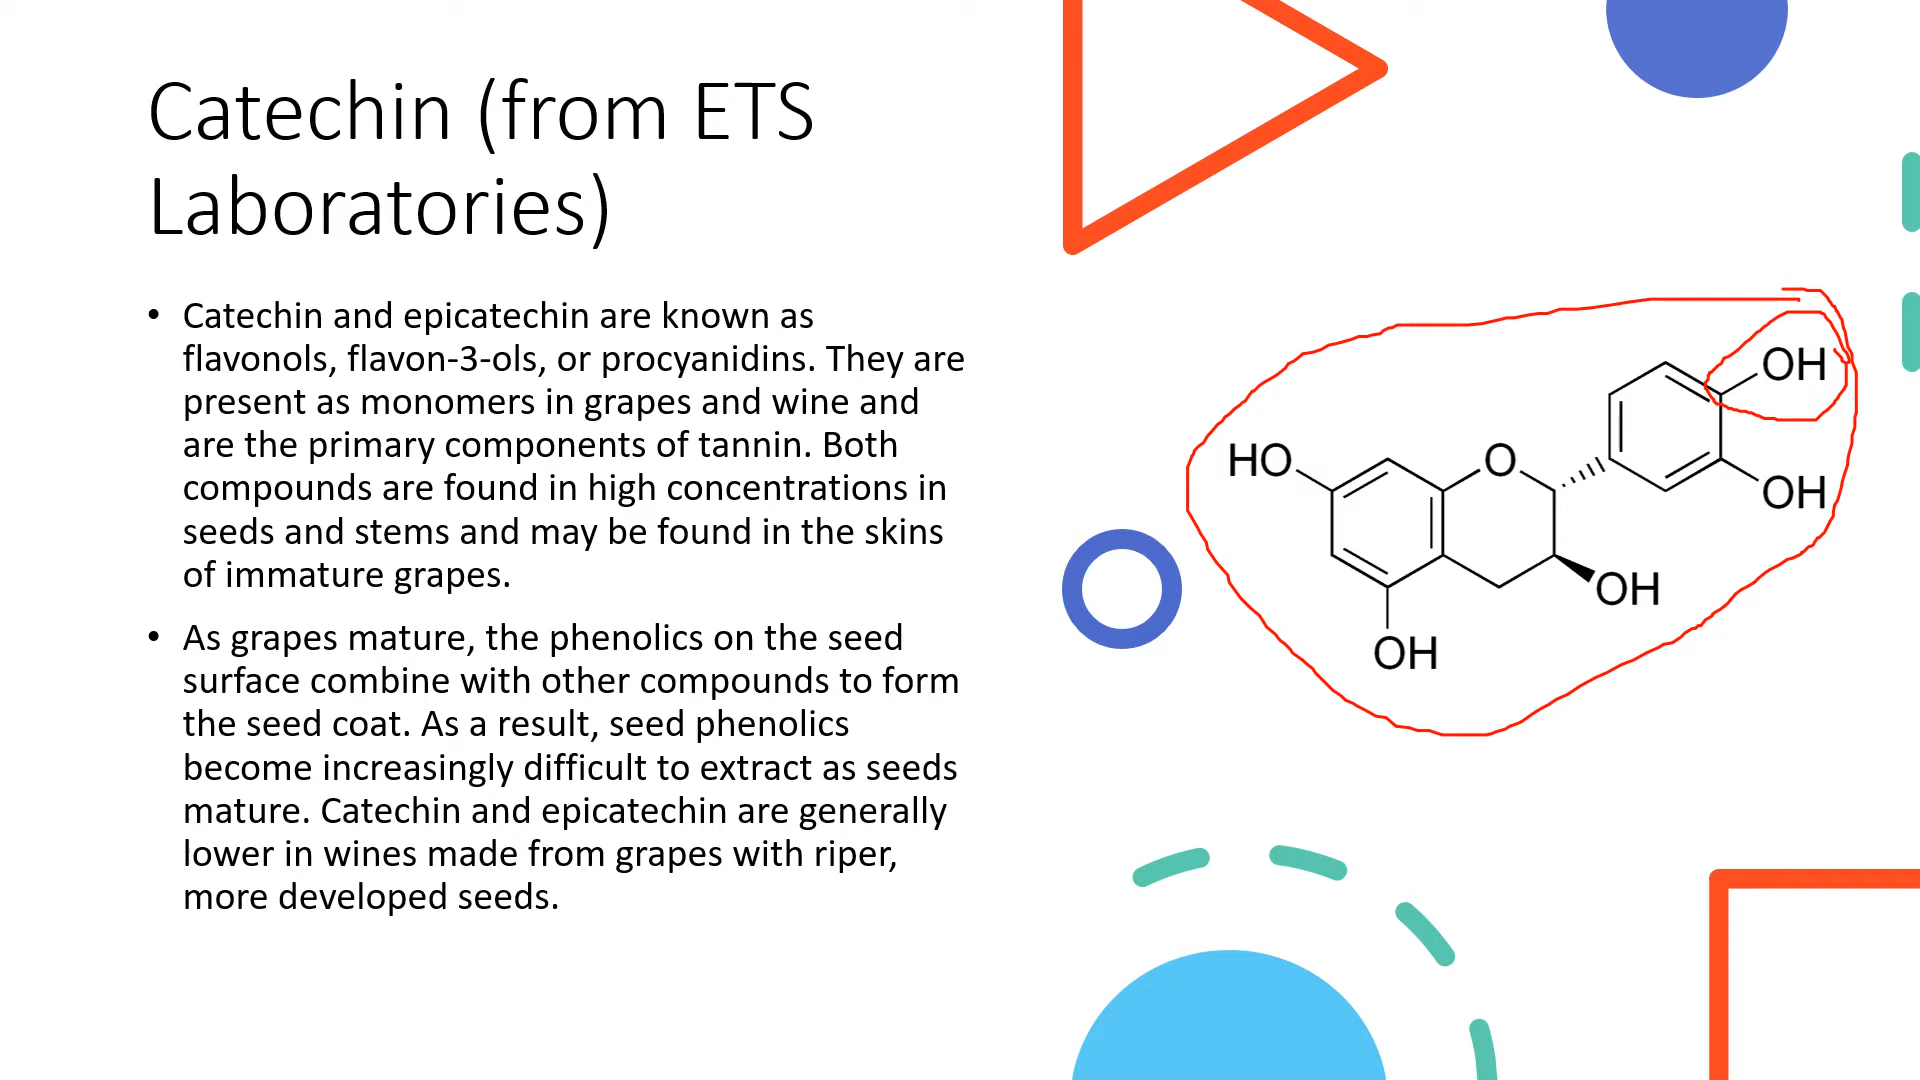 Catechin (from ETS
Laboratories)
• Catechin and epicatechin are known as
flavonols, flavon-3-ols, or procyanidins. They are
present as monomers in grapes and wine and
are the primary components of tannin. Both
compounds are found in high concentrations in
seeds and stems and may be found in the skins
of immature grapes.
• As grapes mature, the phenolics on the seed
surface combine with other compounds to form
the seed coat. As a result, seed phenolics
become increasingly difficult to extract as seeds
mature. Catechin and epicatechin are generally
lower in wines made from grapes with riper,
more developed seeds.
OH
HO
O
OH
OH
OH